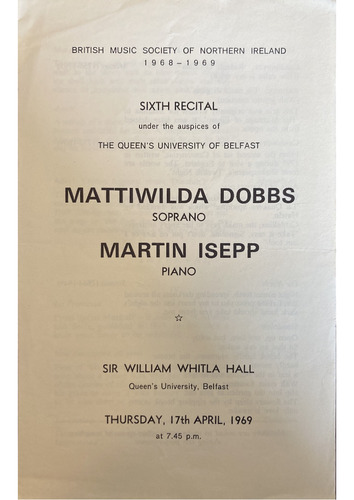 BRITISH MUSIC SOCIETY OF NORTHERN IRELAND
1968-1969
SIXTH RECITAL
under the auspices of
THE QUEEN'S UNIVERSITY OF BELFAST
MATTIWILDA DOBBS
SOPRANO
MARTIN ISEPP
PIANO
☆
SIR WILLIAM WHITLA HALL
Queen's University, Belfast
THURSDAY, 17th APRIL, 1969
at 7.45 p.m.